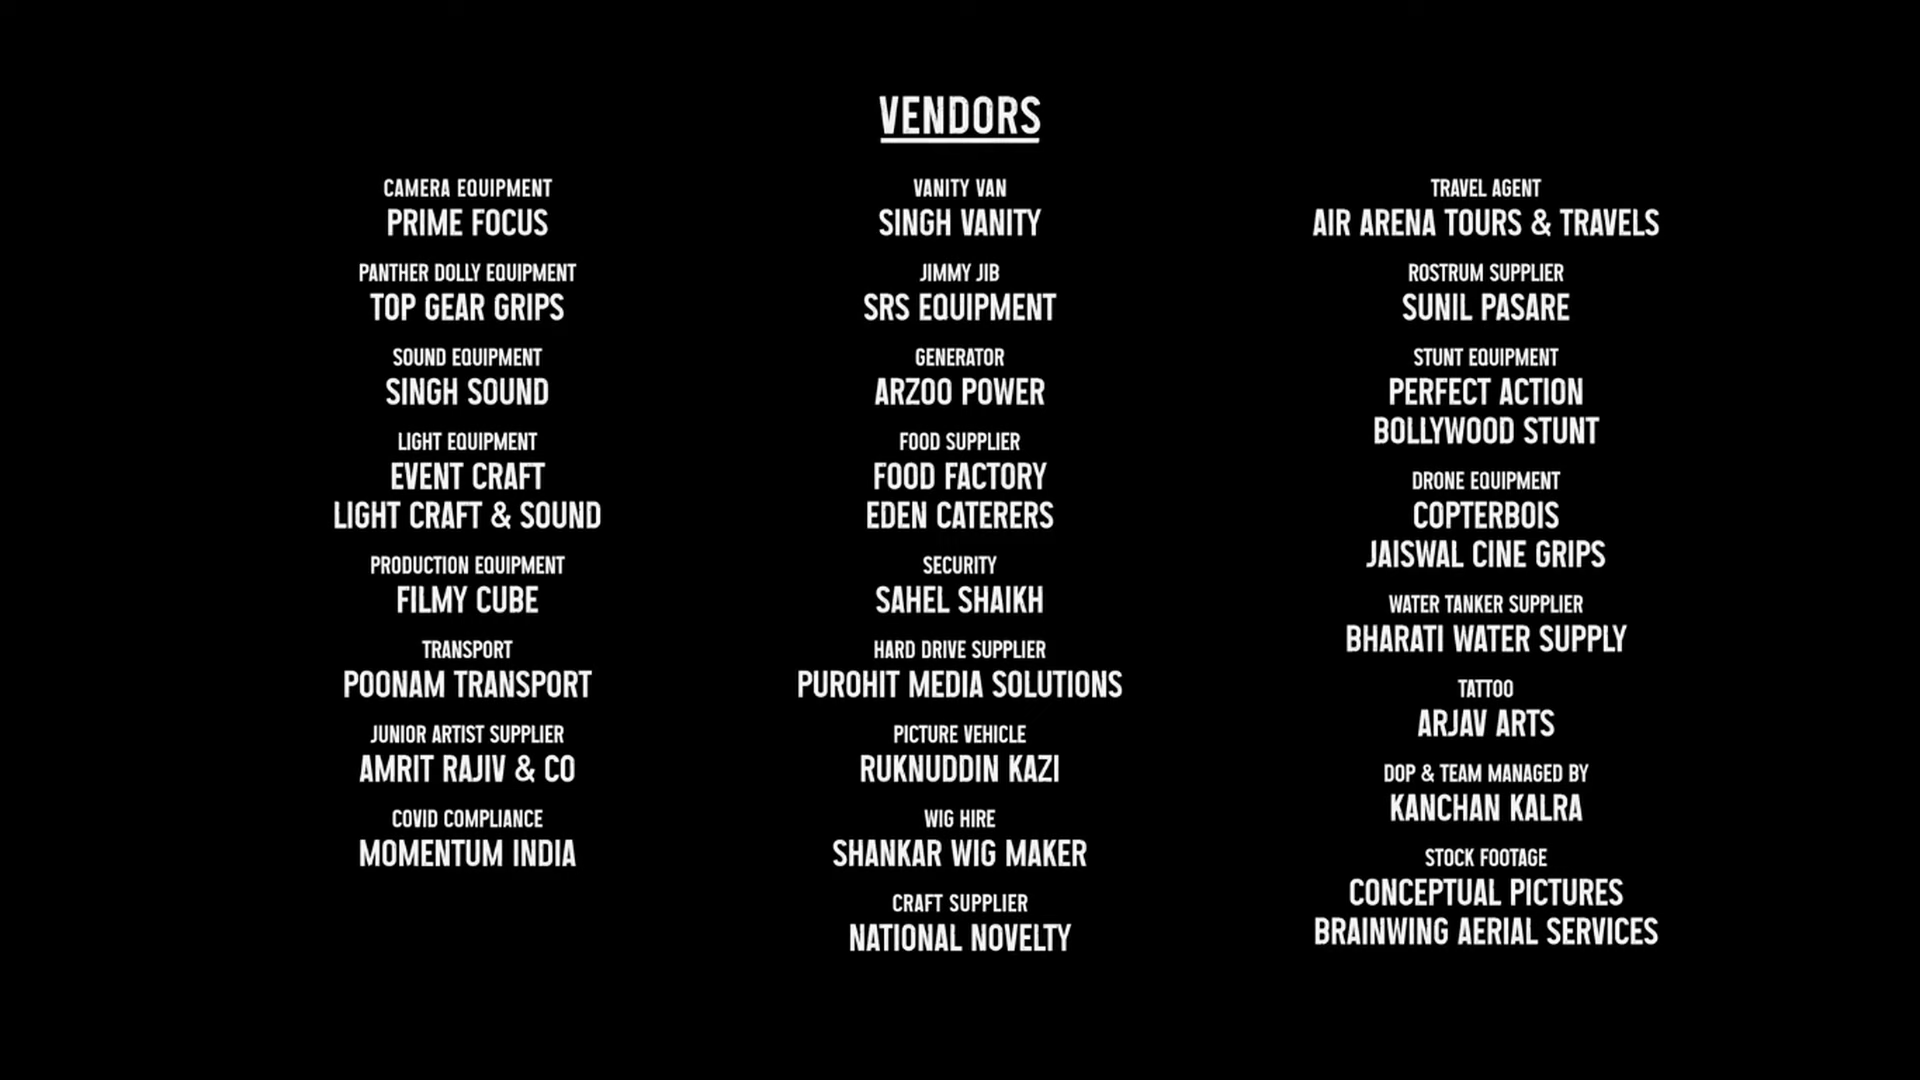 VENDORS
CAMERA EQUIPMENT
PRIME FOCUS
PANTHER DOLLY EQUIPMENT
TOP GEAR GRIPS
SOUND EQUIPMENT
SINGH SOUND
LIGHT EQUIPMENT
EVENT CRAFT
LIGHT CRAFT & SOUND
PRODUCTION EQUIPMENT
FILMY CUBE
TRANSPORT
POONAM TRANSPORT
JUNIOR ARTIST SUPPLIER
AMRIT RAJIV & CO
COVID COMPLIANCE
MOMENTUM INDIA
VANITY VAN
SINGH VANITY
JIMMY JIB
SRS EQUIPMENT
GENERATOR
ARZOO POWER
FOOD SUPPLIER
FOOD FACTORY
EDEN CATERERS
SECURITY
SAHEL SHAIKH
HARD DRIVE SUPPLIER
PUROHIT MEDIA SOLUTIONS
PICTURE VEHICLE
RUKNUDDIN KAZI
WIG HIRE
SHANKAR WIG MAKER
CRAFT SUPPLIER
NATIONAL NOVELTY
TRAVEL AGENT
AIR ARENA TOURS & TRAVELS
ROSTRUM SUPPLIER
SUNIL PASARE
STUNT EQUIPMENT
PERFECT ACTION
BOLLYWOOD STUNT
DRONE EQUIPMENT
COPTERBOIS
JAISWAL CINE GRIPS
WATER TANKER SUPPLIER
BHARATI WATER SUPPLY
TATTOO
ARJAV ARTS
DOP & TEAM MANAGED BY
KANCHAN KALRA
STOCK FOOTAGE
CONCEPTUAL PICTURES
BRAINWING AERIAL SERVICES